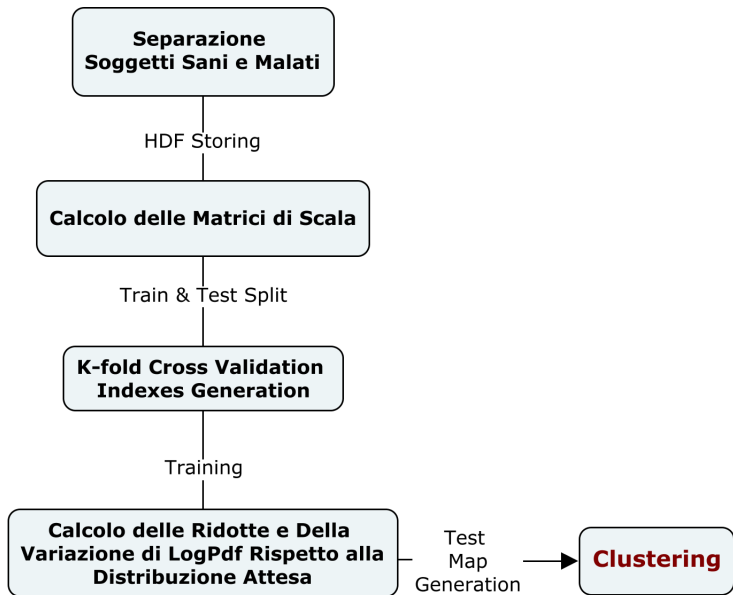 Separazione
Soggetti Sani e Malati
HDF Storing
Calcolo delle Matrici di Scala
Train & Test Split
K-fold Cross Validation
Indexes Generation
Training
Calcolo delle Ridotte e Della
Variazione di LogPdf Rispetto alla
Distribuzione Attesa
Test
Map
Generation
Clustering